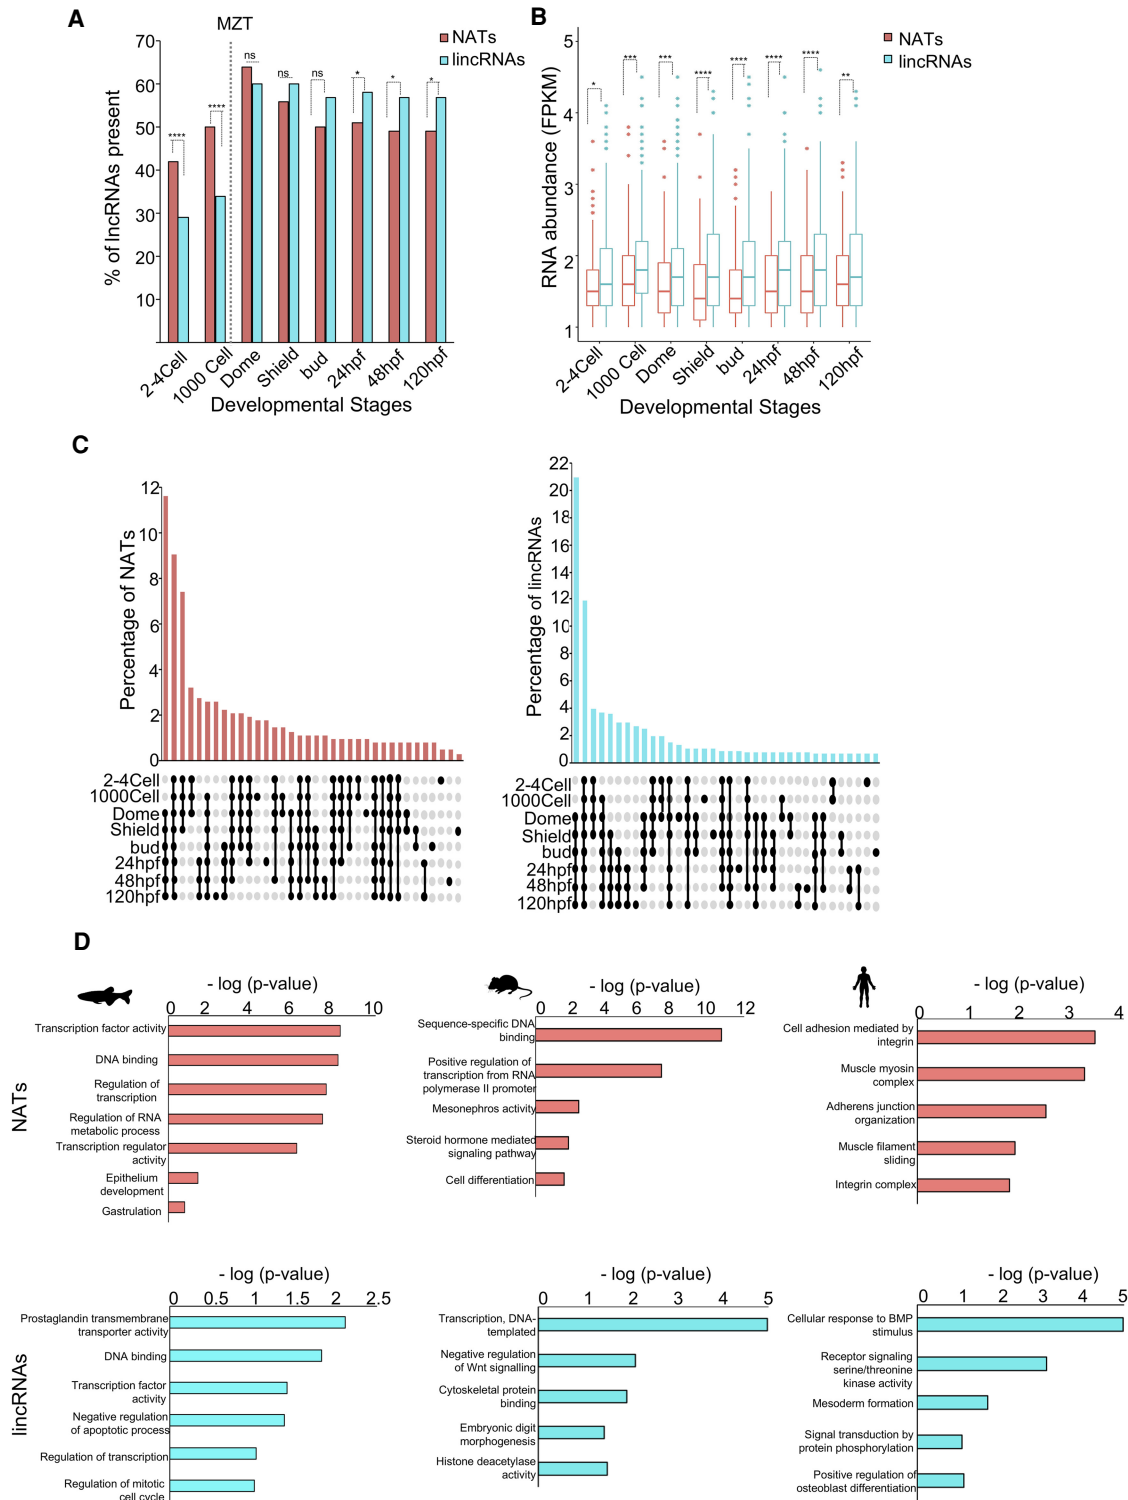 A
MZT
NATs
lincRNAs
% of lncRNAs present
70
60
50
40
30
20
10
****
****
ns
ns
ns
*
*
*
2-4Cell
1000 Cell
Dome
Shield
bud
24hpf
48hpf
120hpf
Developmental Stages
B
NATs
lincRNAs
RNA abundance (FPKM)
5
4
3
2
1
*
***
***
****
****
****
****
**
2-4Cell
1000 Cell
Dome
Shield
bud
24hpf
48hpf
120hpf
Developmental Stages
C
Percentage of NATs
12
10
8
6
4
2
0
2-4Cell
1000Cell
Dome
Shield
bud
24hpf
48hpf
120hpf
Percentage of lincRNAs
22
20
18
16
14
12
10
8
6
4
2
0
2-4Cell
1000Cell
Dome
Shield
bud
24hpf
48hpf
120hpf
D
NATs
- log (p-value)
0 2 4 6 8 10
Transcription factor activity
DNA binding
Regulation of
transcription
Regulation of RNA
metabolic process
Transcription regulator
activity
Epithelium
development
Gastrulation
- log (p-value)
0 2 4 6 8 10 12
Sequence-specific DNA
binding
Positive regulation of
transcription from RNA
polymerase II promoter
Mesonephros activity
Steroid hormone mediated
signaling pathway
Cell differentiation
- log (p-value)
0 1 2 3 4
Cell adhesion mediated by
integrin
Muscle myosin
complex
Adherens junction
organization
Muscle filament
sliding
Integrin complex
lincRNAs
- log (p-value)
0 0.5 1 1.5 2 2.5
Prostaglandin transmembrane
transporter activity
DNA binding
Transcription factor
activity
Negative regulation
of apoptotic process
Regulation of transcription
Regulation of mitotic
cell cycle
- log (p-value)
0 1 2 3 4 5
Transcription, DNA-
templated
Negative regulation
of Wnt signalling
Cytoskeletal protein
binding
Embryonic digit
morphogenesis
Histone deacetylase
activity
- log (p-value)
0 1 2 3 4 5
Cellular response to BMP
stimulus
Receptor signaling
serine/threonine
kinase activity
Mesoderm formation
Signal transduction by
protein phosphorylation
Positive regulation of
osteoblast differentiation